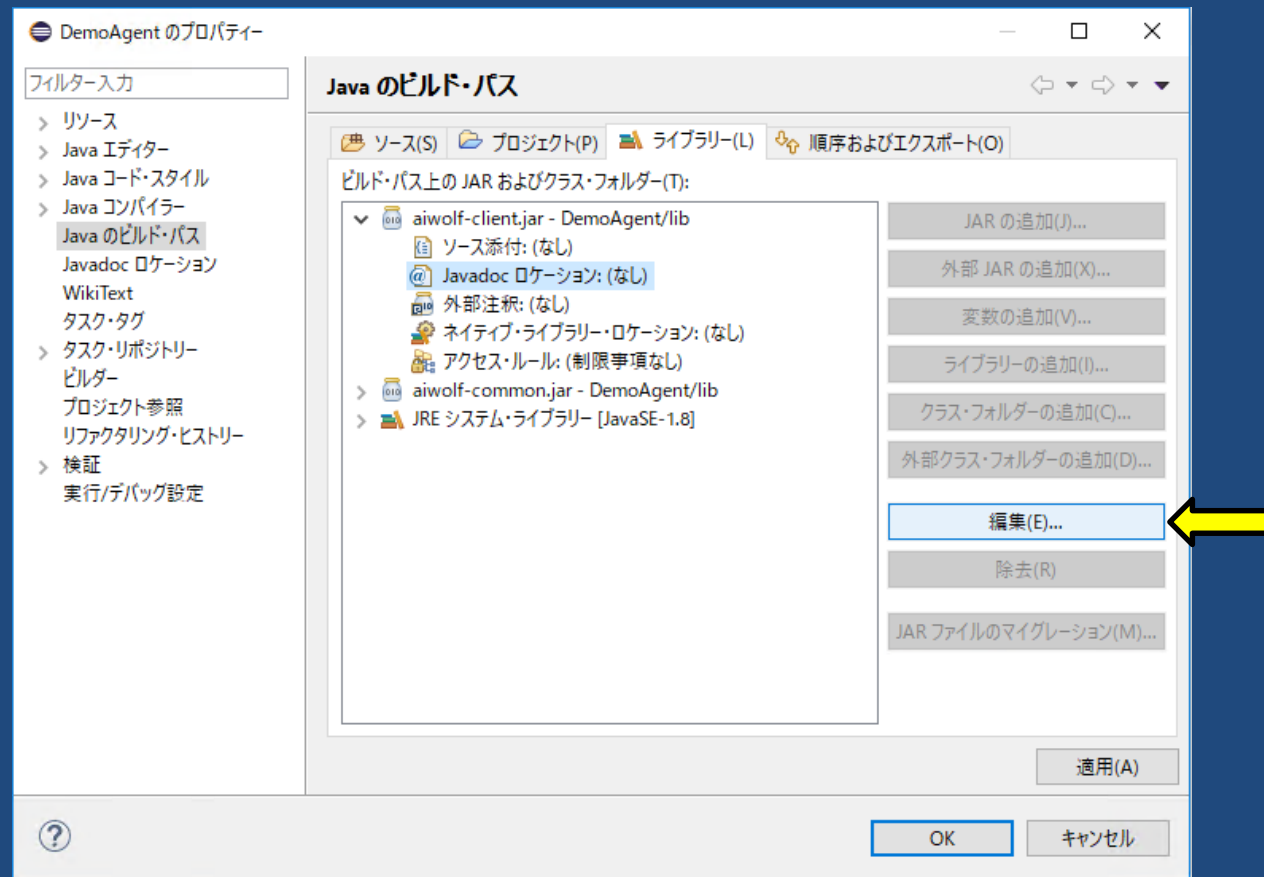 DemoAgent のプロパティー
フィルター入力
リソース
Java エディター
Java コード・スタイル
Java コンパイラー
Java のビルド・パス
Javadoc ロケーション
WikiText
タスク・タグ
タスク・リポジトリー
ビルダー
プロジェクト参照
リファクタリング・ヒストリー
検証
実行/デバッグ設定
Java のビルド・パス
ソース(S) プロジェクト(P) ライブラリー(L) 順序およびエクスポート(O)
ビルド・パス上の JAR およびクラス・フォルダー(T):
aiwolf-client.jar - DemoAgent/lib
ソース添付: (なし)
Javadoc ロケーション: (なし)
外部注釈: (なし)
ネイティブ・ライブラリー・ロケーション: (なし)
アクセス・ルール: (制限事項なし)
aiwolf-common.jar - DemoAgent/lib
JRE システム・ライブラリー [JavaSE-1.8]
JAR の追加(J)...
外部 JAR の追加(X)...
変数の追加(V)...
ライブラリーの追加(I)...
クラス・フォルダーの追加(C)...
外部クラス・フォルダーの追加(D)...
編集(E)...
除去(R)
JAR ファイルのマイグレーション(M)...
適用(A)
OK キャンセル